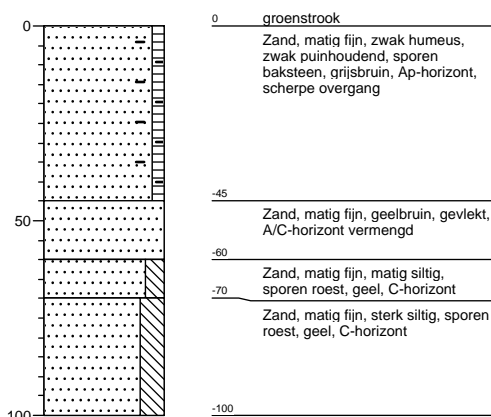 0
50
100
0
groenstrook
Zand, matig fijn, zwak humeus,
zwak puinhoudend, sporen
baksteen, grijsbruin, Ap-horizont,
scherpe overgang
-45
Zand, matig fijn, geelbruin, gevlekt,
A/C-horizont vermengd
-60
Zand, matig fijn, matig siltig,
sporen roest, geel, C-horizont
-70
Zand, matig fijn, sterk siltig, sporen
roest, geel, C-horizont
-100